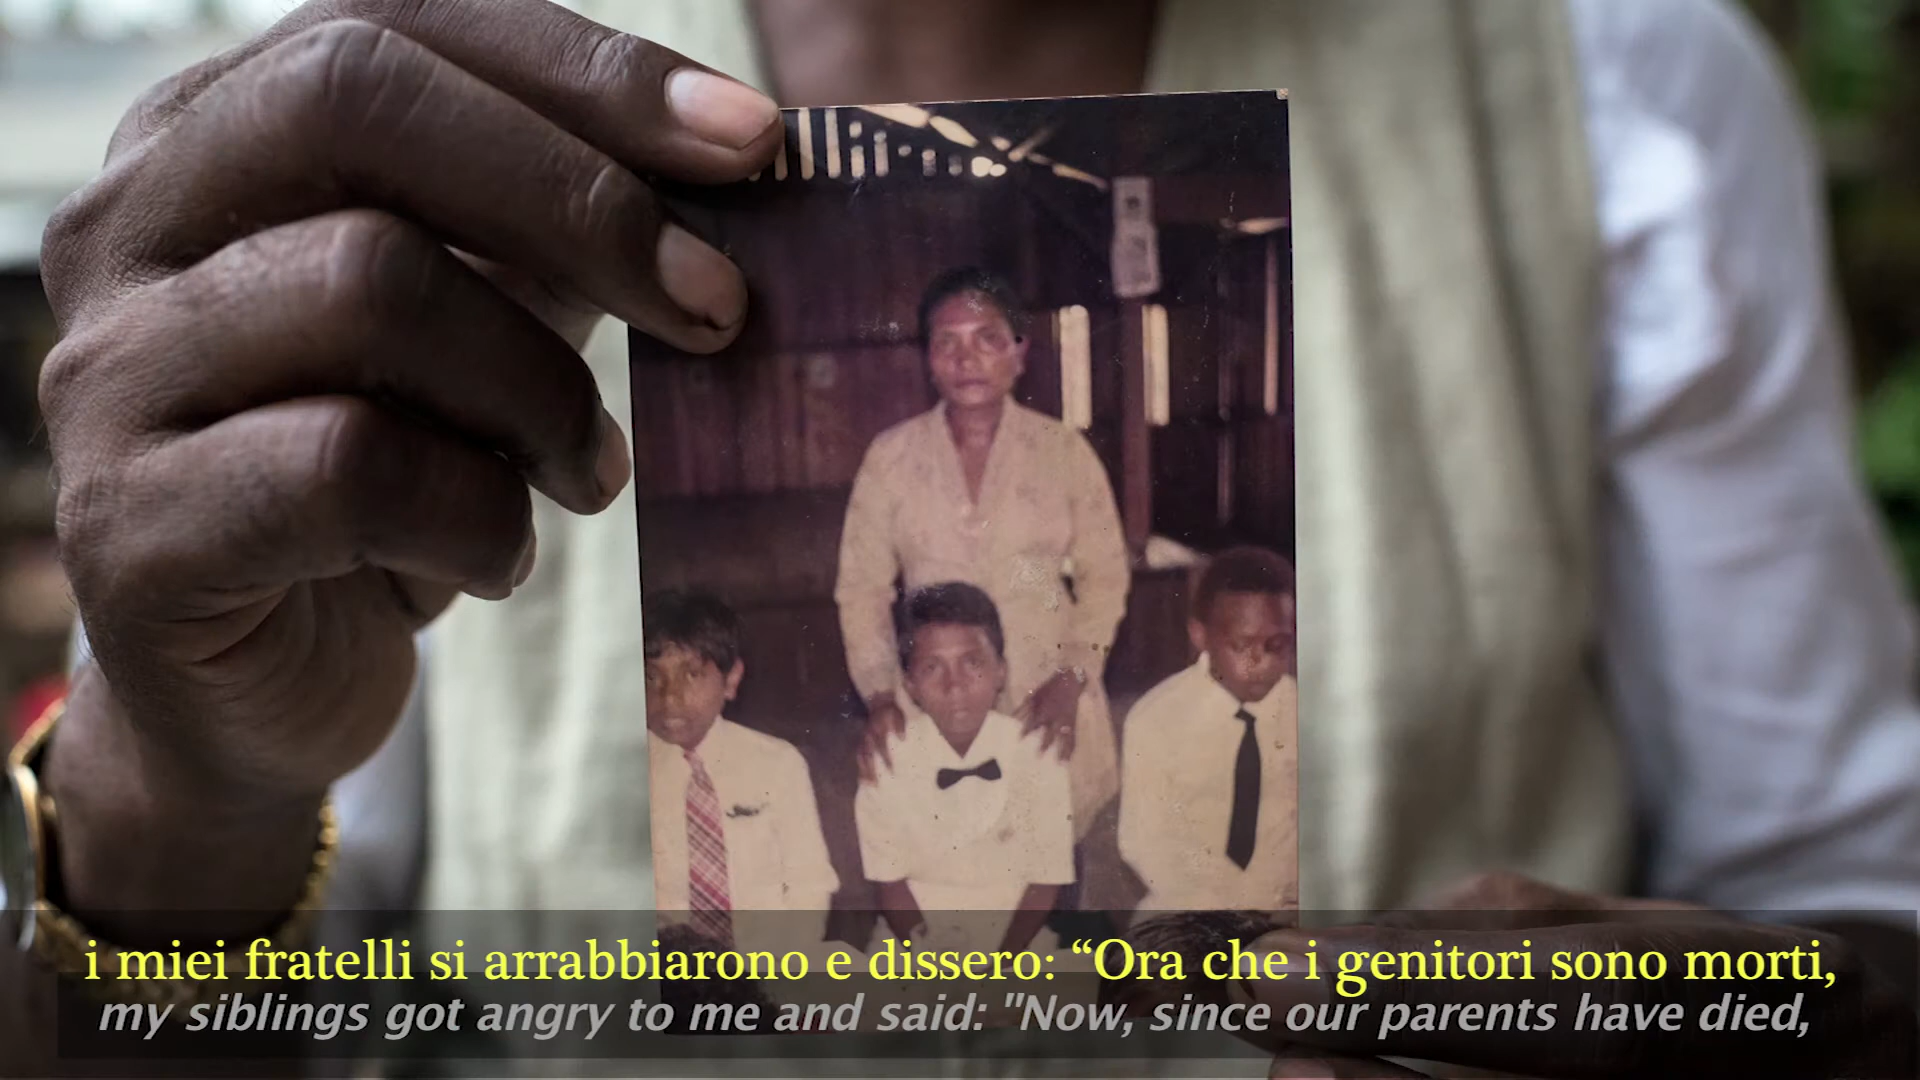 i miei fratelli si arrabbiarono e dissero: “Ora che i genitori sono morti,
my siblings got angry to me and said: "Now, since our parents have died,